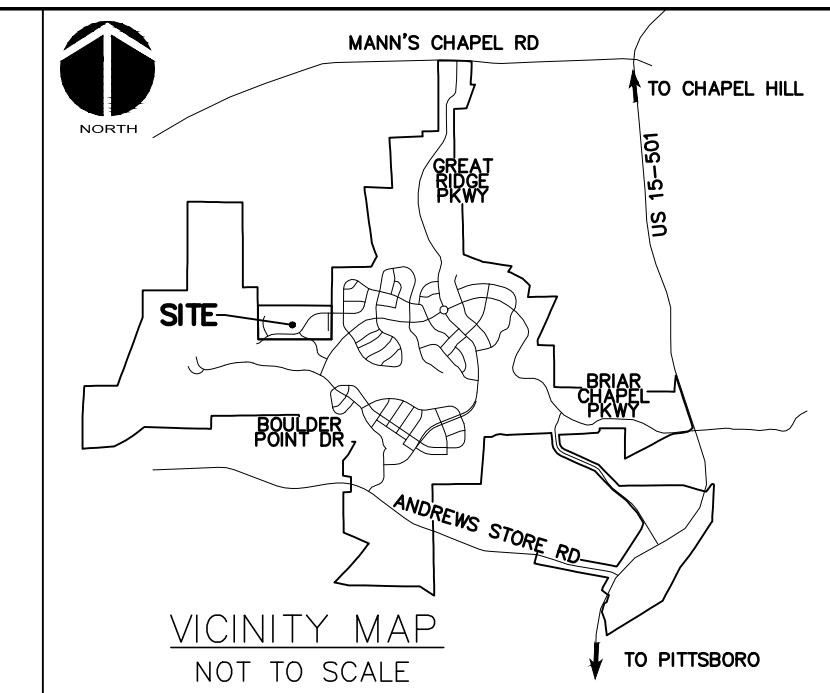 MANN'S CHAPEL RD
TO CHAPEL HILL
NORTH
US 15-501
GREAT
RIDGE
PKWY
SITE
BRIAR
CHAPEL
PKWY
BOULDER
POINT DR
ANDREWS STORE RD
VICINITY MAP
NOT TO SCALE
TO PITTSBORO